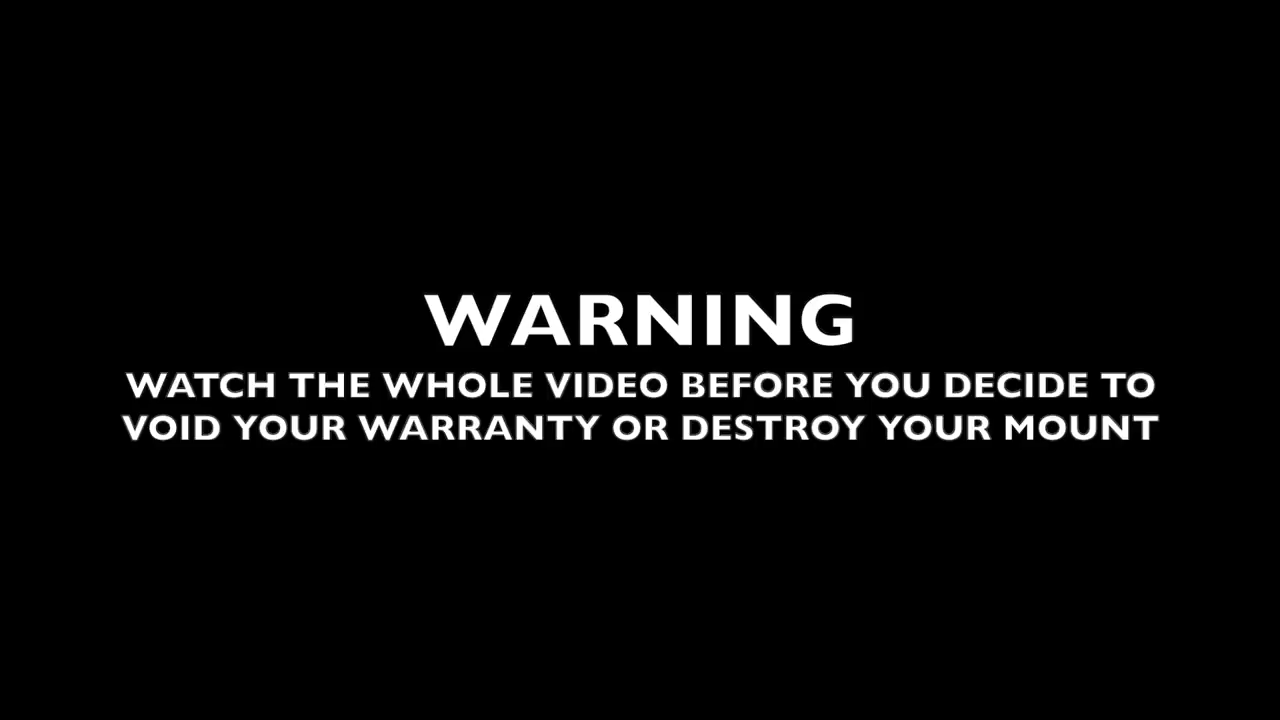 WARNING
WATCH THE WHOLE VIDEO BEFORE YOU DECIDE TO
VOID YOUR WARRANTY OR DESTROY YOUR MOUNT